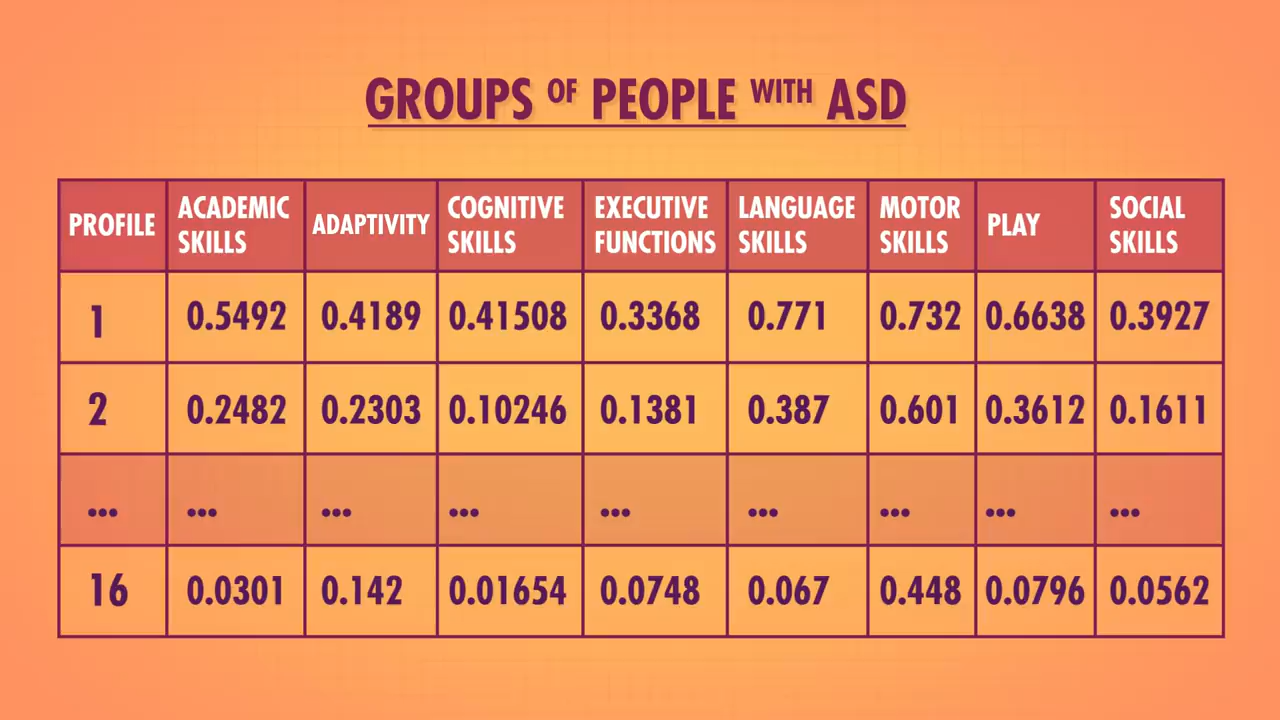 GROUPS OF PEOPLE WITH ASD
PROFILE ACADEMIC SKILLS ADAPTIVITY COGNITIVE SKILLS EXECUTIVE FUNCTIONS LANGUAGE SKILLS MOTOR SKILLS PLAY SOCIAL SKILLS
1 0.5492 0.4189 0.41508 0.3368 0.771 0.732 0.6638 0.3927
2 0.2482 0.2303 0.10246 0.1381 0.387 0.601 0.3612 0.1611
... ... ... ... ... ... ... ... ...
16 0.0301 0.142 0.01654 0.0748 0.067 0.448 0.0796 0.0562